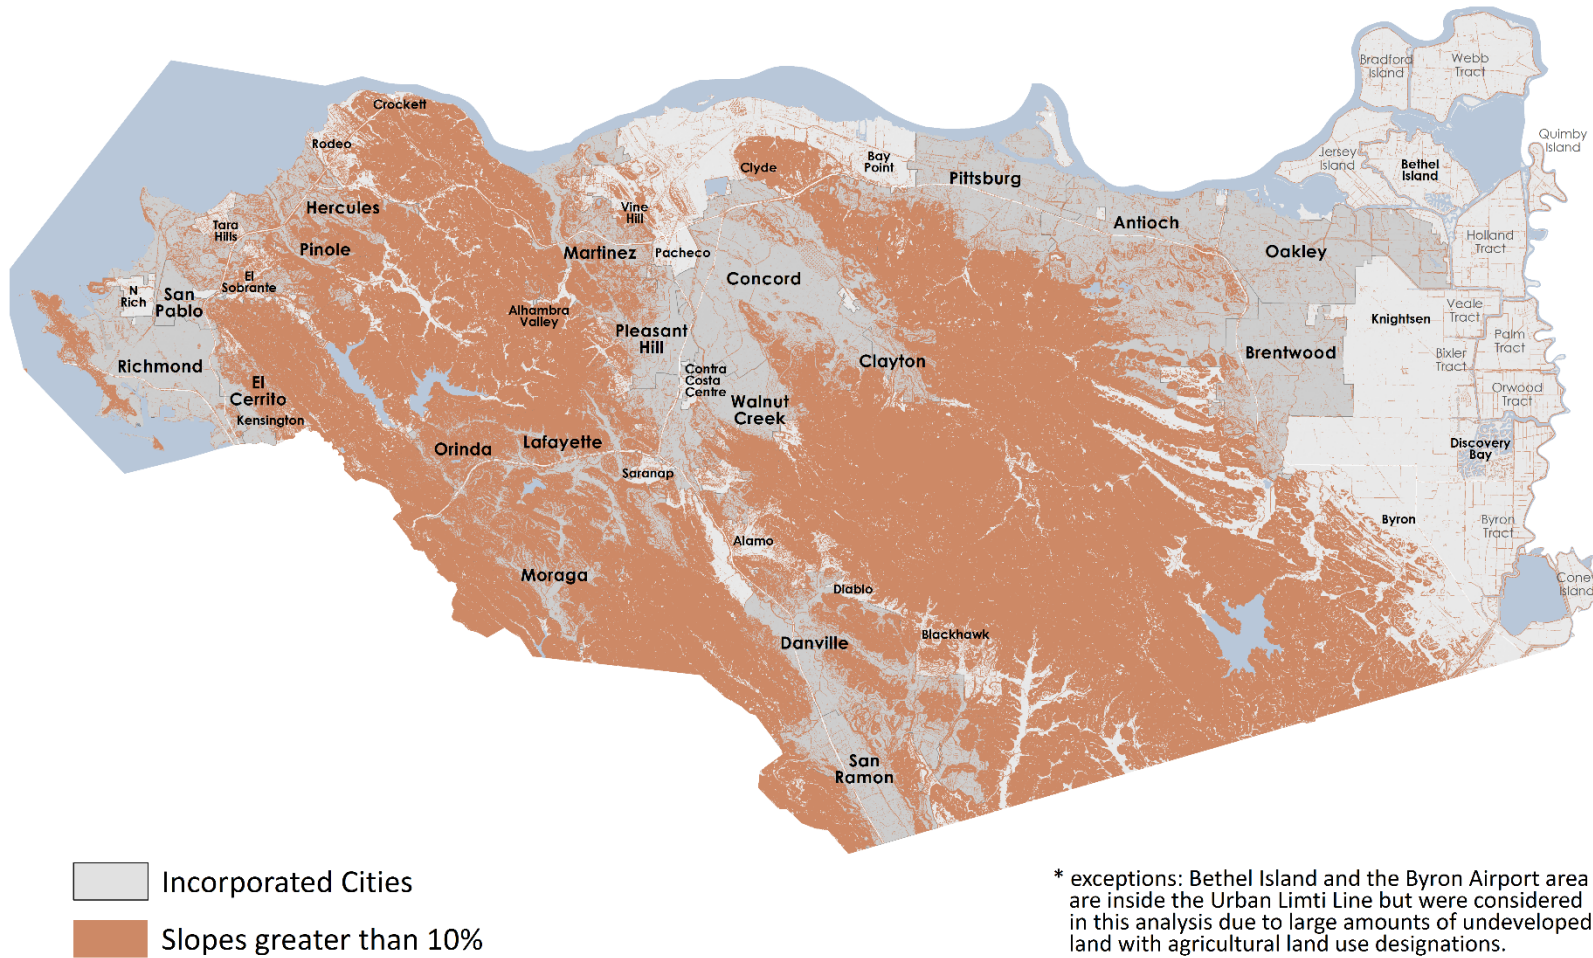 Bradford
Island
Webb
Tract
Crockett
Quimby
Island
Rodeo
Jersey
Island
Bethel
Island
Clyde
Bay
Point
Pittsburg
Vine
Hill
Hercules
Antioch
Tara
Hills
Holland
Tract
Pinole
Martinez
Pacheco
Oakley
El
Sobrante
Concord
N
Rich
San
Pablo
Alhambra
Valley
Veale
Tract
Knightsen
Pleasant
Hill
Palm
Tract
Brentwood
Bixler
Tract
Richmond
Clayton
Contra
Costa
Centre
El
Cerrito
Orwood
Tract
Walnut
Creek
Kensington
Orinda
Lafayette
Discovery
Bay
Saranap
Byron
Byron
Tract
Alamo
Moraga
Diablo
Coney
Island
Blackhawk
Danville
San
Ramon
Incorporated Cities
Slopes greater than 10%
* exceptions: Bethel Island and the Byron Airport area
are inside the Urban Limti Line but were considered
in this analysis due to large amounts of undeveloped
land with agricultural land use designations.